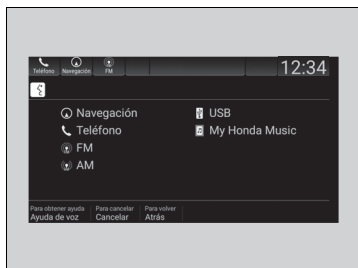 Teléfono Navegación FM 12:34
Navegación
Teléfono
FM
AM
USB
My Honda Music
Para obtener ayuda Para cancelar Para volver
Ayuda de voz Cancelar Atrás